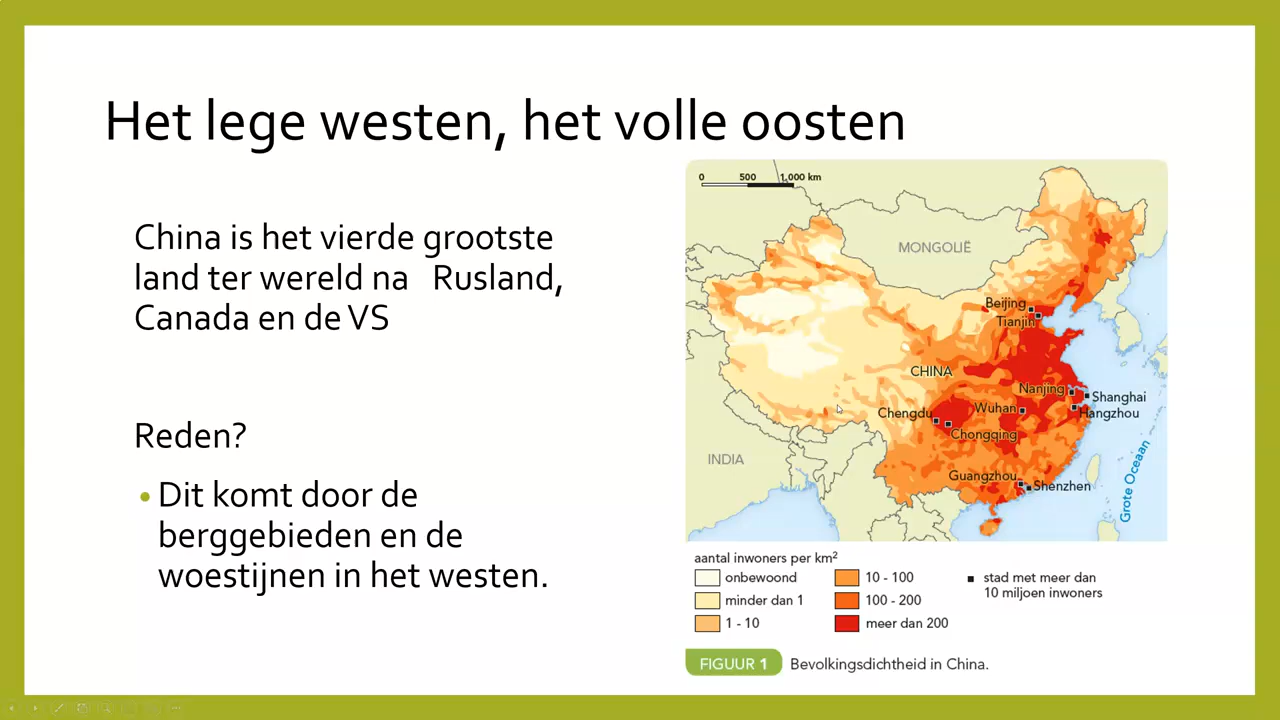 Het lege westen, het volle oosten
China is het vierde grootste
land ter wereld na Rusland,
Canada en de VS
Reden?
• Dit komt door de
berggebieden en de
woestijnen in het westen.
0 500 1.000 km
MONGOLIË
Beijing
Tianjin
CHINA
Nanjing
Shanghai
Hangzhou
Chengdu
Wuhan
Chongqing
INDIA
Guangzhou
Shenzhen
Grote Oceaan
aantal inwoners per km²
onbewoond
minder dan 1
1 - 10
10 - 100
100 - 200
meer dan 200
stad met meer dan
10 miljoen inwoners
FIGUUR 1 Bevolkingsdichtheid in China.